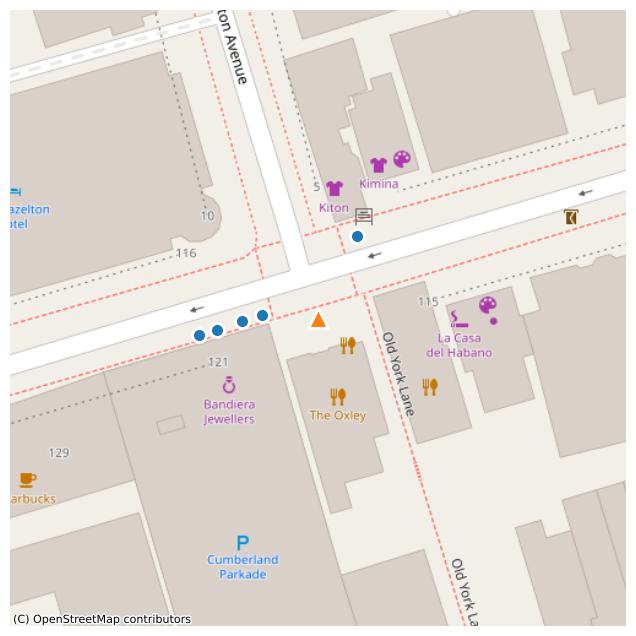 ton Avenue
5
Kimina
Kiton
azelton
otel
10
116
115
La Casa
del Habano
Old York Lane
121
Bandiera
Jewellers
The Oxley
129
arbucks
P
Cumberland
Parkade
Old York La
(C) OpenStreetMap contributors